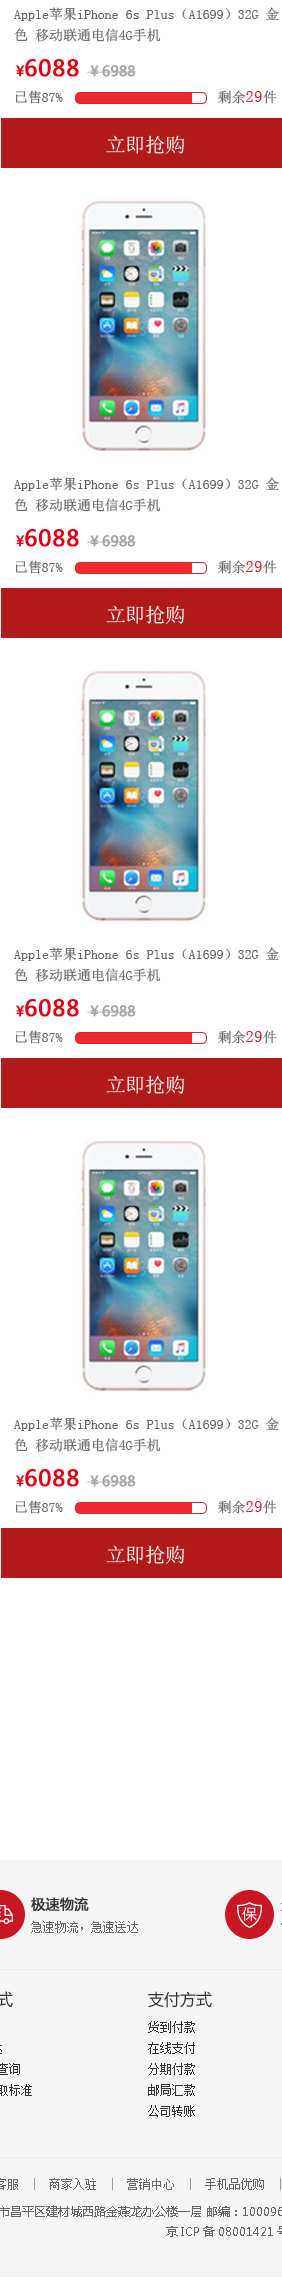 Apple苹果iPhone 6s Plus（A1699）32G 金
色 移动联通电信4G手机
¥6088 ¥6988
已售87% 剩余29件
立即抢购
Apple苹果iPhone 6s Plus（A1699）32G 金
色 移动联通电信4G手机
¥6088 ¥6988
已售87% 剩余29件
立即抢购
Apple苹果iPhone 6s Plus（A1699）32G 金
色 移动联通电信4G手机
¥6088 ¥6988
已售87% 剩余29件
立即抢购
Apple苹果iPhone 6s Plus（A1699）32G 金
色 移动联通电信4G手机
¥6088 ¥6988
已售87% 剩余29件
立即抢购
极速物流
急速物流，急速送达
保
式 支付方式
货到付款
在线支付
查询 分期付款
取标准 邮局汇款
公司转账
客服 | 商家入驻 | 营销中心 | 手机品优购 |
市昌平区建材城西路金燕龙办公楼一层 邮编：100096
京ICP备08001421号